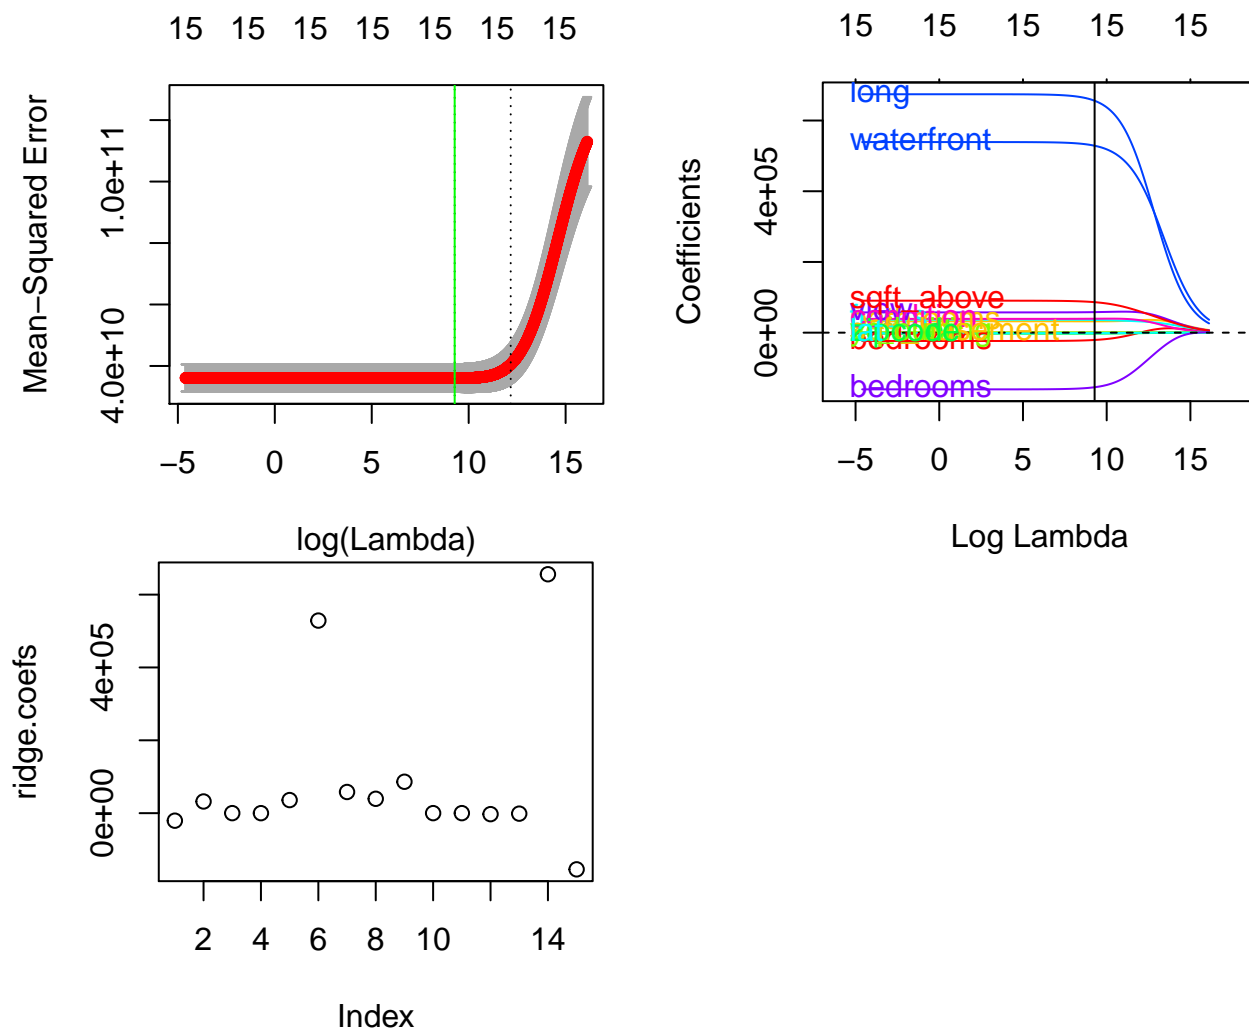 15 15 15 15 15 15 15
Mean−Squared Error
4.0e+10 1.0e+11
−5 0 5 10 15
log(Lambda)
15 15 15 15 15
Coefficients
0e+00 4e+05
long
waterfront
sqft_above
bedrooms
bedrooms
−5 0 5 10 15
Log Lambda
ridge.coefs
0e+00 4e+05
2 4 6 8 10 14
Index